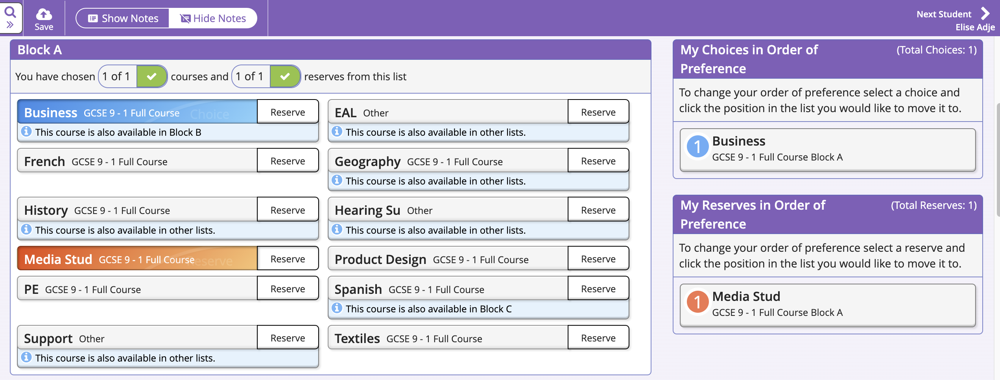 Save
Show Notes
Hide Notes
Next Student
Elise Adje
Block A
You have chosen 1 of 1 courses and 1 of 1 reserves from this list
Business GCSE 9 - 1 Full Course Choice Reserve
This course is also available in Block B
EAL Other Reserve
This course is also available in other lists.
French GCSE 9 - 1 Full Course Reserve
Geography GCSE 9 - 1 Full Course Reserve
This course is also available in other lists.
History GCSE 9 - 1 Full Course Reserve
This course is also available in other lists.
Hearing Su Other Reserve
This course is also available in other lists.
Media Stud GCSE 9 - 1 Full Course Reserve Reserve
Product Design GCSE 9 - 1 Full Course Reserve
PE GCSE 9 - 1 Full Course Reserve
Spanish GCSE 9 - 1 Full Course Reserve
This course is also available in Block C
Support Other Reserve
This course is also available in other lists.
Textiles GCSE 9 - 1 Full Course Reserve
My Choices in Order of (Total Choices: 1)
Preference
To change your order of preference select a choice and
click the position in the list you would like to move it to.
1 Business
GCSE 9 - 1 Full Course Block A
My Reserves in Order of (Total Reserves: 1)
Preference
To change your order of preference select a reserve and
click the position in the list you would like to move it to.
1 Media Stud
GCSE 9 - 1 Full Course Block A